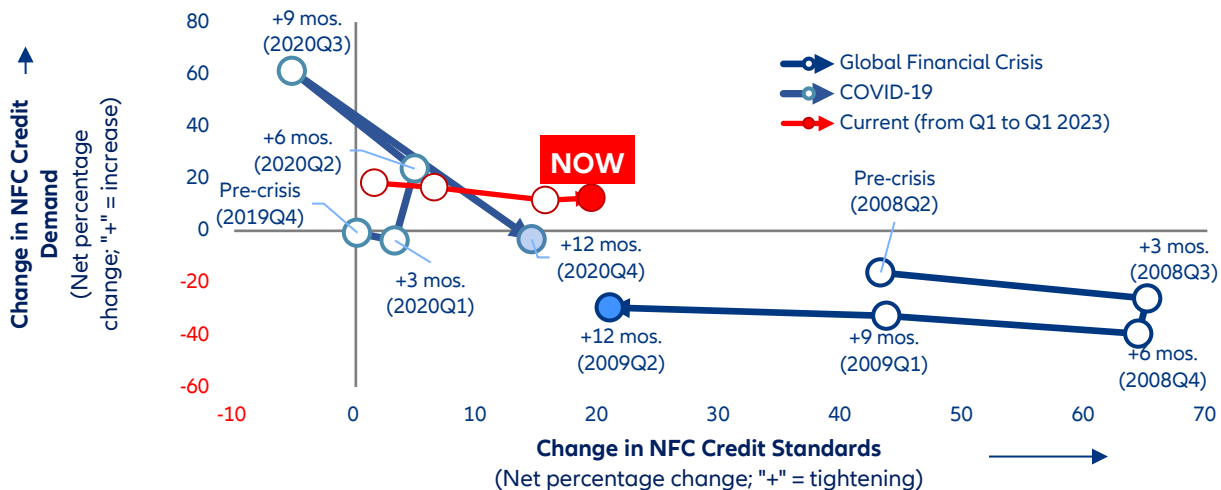 Change in NFC Credit
Demand
(Net percentage
change; "+" = increase)
80
60
40
20
0
-20
-40
-60
+9 mos.
(2020Q3)
+6 mos.
(2020Q2)
Pre-crisis
(2019Q4)
+3 mos.
(2020Q1)
NOW
+12 mos.
(2020Q4)
Global Financial Crisis
COVID-19
Current (from Q1 to Q1 2023)
Pre-crisis
(2008Q2)
+3 mos.
(2008Q3)
+12 mos.
(2009Q2)
+9 mos.
(2009Q1)
+6 mos.
(2008Q4)
-10
0
10
20
30
40
50
60
70
Change in NFC Credit Standards
(Net percentage change; "+" = tightening)